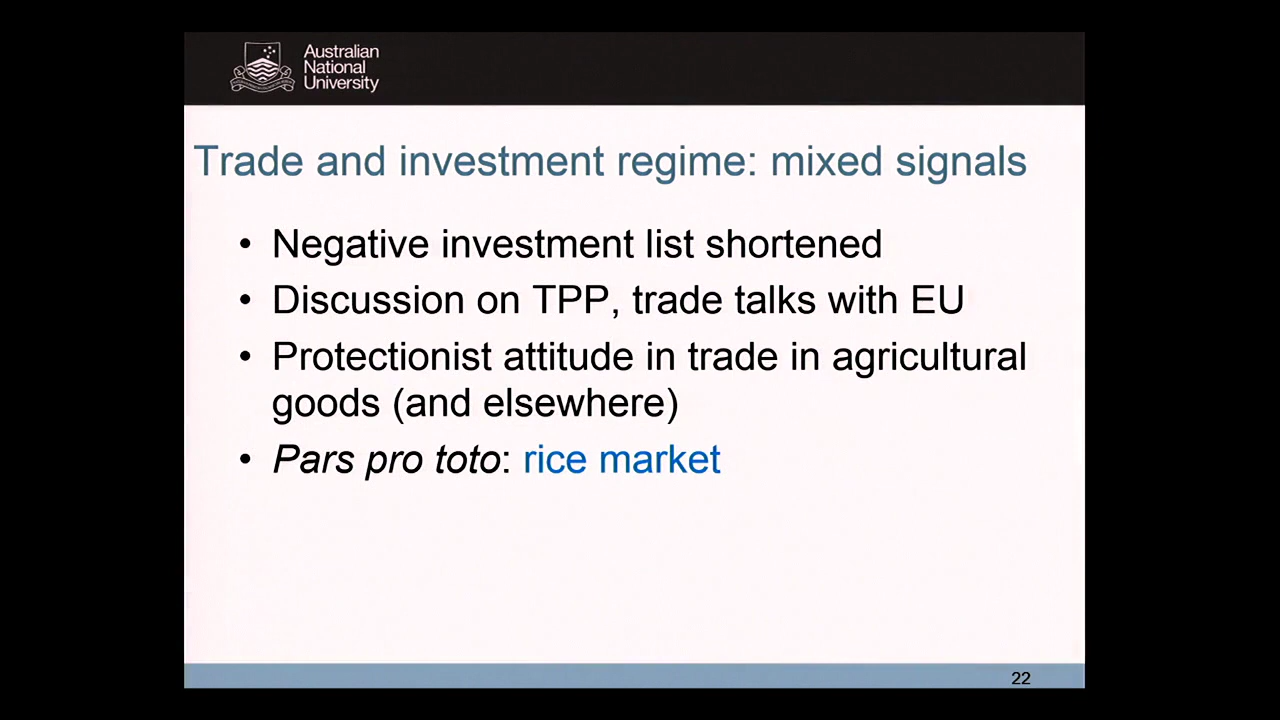 Australian
National
University
Trade and investment regime: mixed signals
• Negative investment list shortened
• Discussion on TPP, trade talks with EU
• Protectionist attitude in trade in agricultural
goods (and elsewhere)
• Pars pro toto: rice market
22